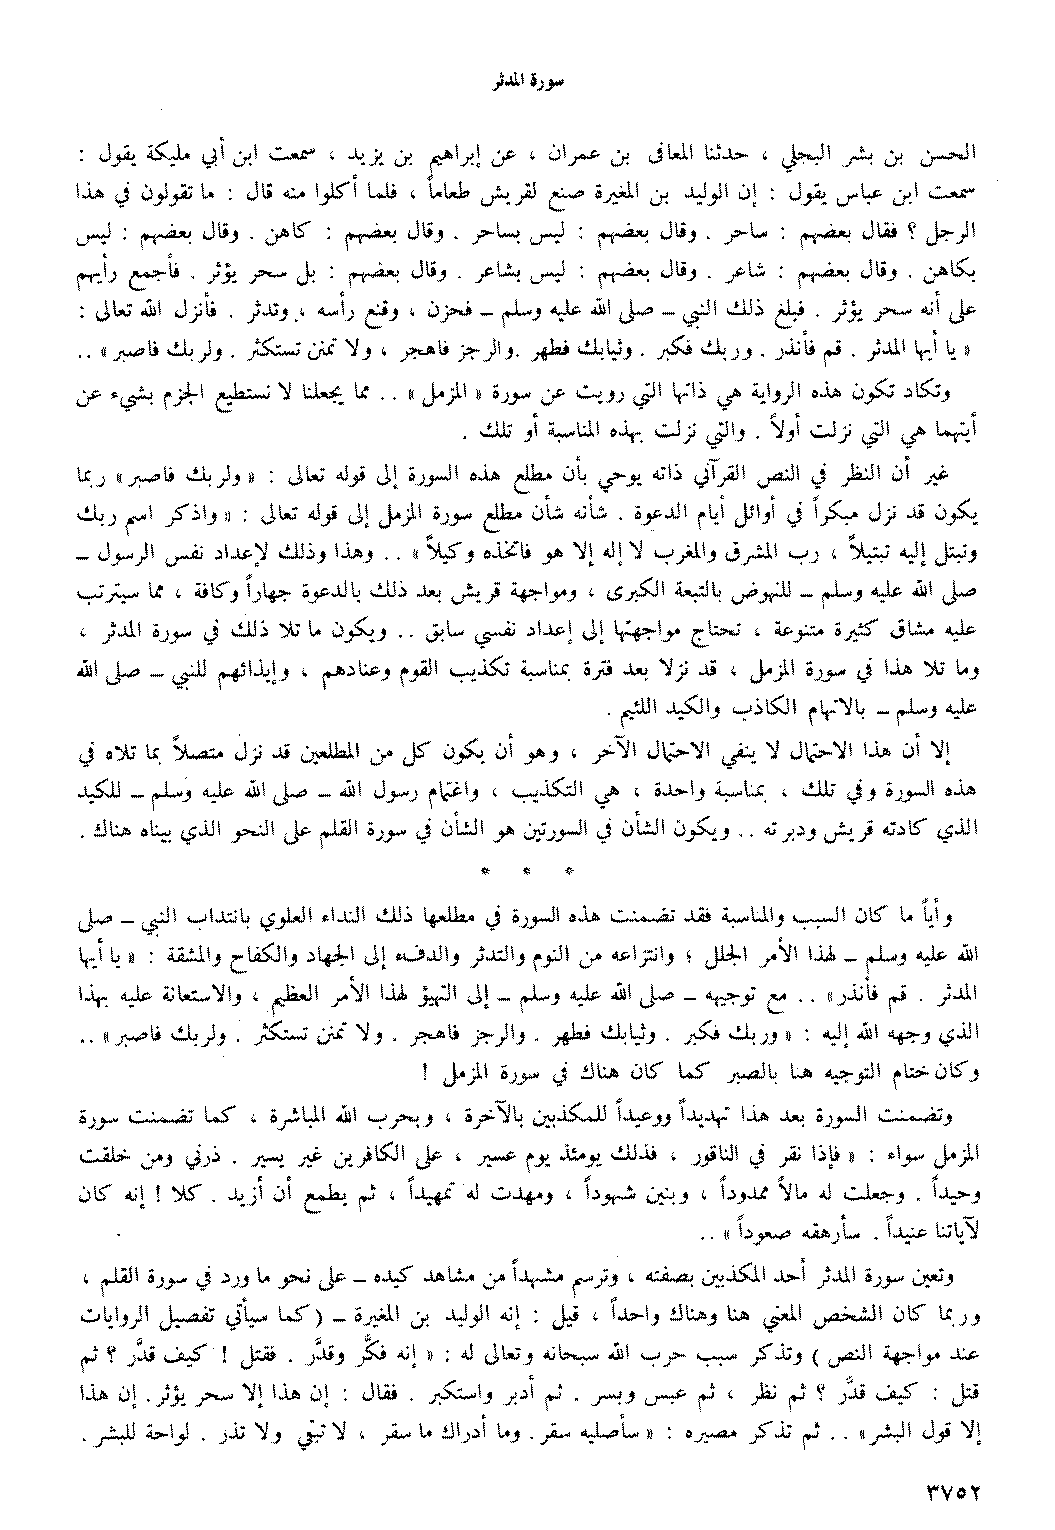 سورة المدثر
الحسن بن بشر البجلي ، حدثنا المعافى بن عمران ، عن إبراهيم بن يزيد ، سمعت ابن أبي مليكة يقول :
سمعت ابن عباس يقول : إن الوليد بن المغيرة صنع لقريش طعاماً ، فلما أكلوا منه قال : ما تقولون في هذا
الرجل ؟ فقال بعضهم : ساحر . وقال بعضهم : ليس بساحر . وقال بعضهم : كاهن . وقال بعضهم : ليس
بكاهن . وقال بعضهم : شاعر . وقال بعضهم : ليس بشاعر . وقال بعضهم : بل سحر يؤثر . فأجمع رأيهم
على أنه سحر يؤثر . فبلغ ذلك النبي – صلى الله عليه وسلم – فحزن ، وقنع رأسه ، وتدثر . فأنزل الله تعالى :
« يا أيها المدثر . قم فأنذر . وربك فكبر . وثيابك فطهر .والرجز فاهجر ، ولا تمنن تستكثر . ولربك فاصبر » ..
وتكاد تكون هذه الرواية هي ذاتها التي رويت عن سورة « المزمل » .. مما يجعلنا لا نستطيع الجزم بشيء عن
أيتهما هي التي نزلت أولاً . والتي نزلت بهذه المناسبة أو تلك .
غير أن النظر في النص القرآني ذاته يوحي بأن مطلع هذه السورة إلى قوله تعالى : « ولربك فاصبر » ربما
يكون قد نزل مبكراً في أوائل أيام الدعوة . شأنه شأن مطلع سورة المزمل إلى قوله تعالى : « واذكر اسم ربك
وتبتل إليه تبتيلاً ، رب المشرق والمغرب لا إله إلا هو فاتخذه وكيلاً » .. وهذا وذلك لإعداد نفس الرسول –
صلى الله عليه وسلم – للنهوض بالتبعة الكبرى ، ومواجهة قريش بعد ذلك بالدعوة جهاراً وكافة ، مما سيترتب
عليه مشاق كثيرة متنوعة ، تحتاج مواجهتها إلى إعداد نفسي سابق .. ويكون ما تلا ذلك في سورة المدثر ،
وما تلا هذا في سورة المزمل ، قد نزلا بعد فترة بمناسبة تكذيب القوم وعنادهم ، وإيذائهم للنبي – صلى الله
عليه وسلم – بالاتهام الكاذب والكيد اللئيم .
إلا أن هذا الاحتمال لا ينفي الاحتمال الآخر ، وهو أن يكون كل من المطلعين قد نزل متصلاً بما تلاه في
هذه السورة وفي تلك ، بمناسبة واحدة ، هي التكذيب ، واغتمام رسول الله – صلى الله عليه وسلم – للكيد
الذي كادته قريش ودبرته .. ويكون الشأن في السورتين هو الشأن في سورة القلم على النحو الذي بيناه هناك .
* * *
وأياً ما كان السبب والمناسبة فقد تضمنت هذه السورة في مطلعها ذلك النداء العلوي بانتداب النبي – صلى
الله عليه وسلم – لهذا الأمر الجلل ؛ وانتزاعه من النوم والتدثر والدفء إلى الجهاد والكفاح والمشقة : « يا أيها
المدثر . قم فأنذر » .. مع توجيهه – صلى الله عليه وسلم – إلى التهيؤ لهذا الأمر العظيم ، والاستعانة عليه بهذا
الذي وجهه الله إليه : « وربك فكبر . وثيابك فطهر . والرجز فاهجر . ولا تمنن تستكثر . ولربك فاصبر » ..
وكان ختام التوجيه هنا بالصبر كما كان هناك في سورة المزمل !
وتضمنت السورة بعد هذا تهديداً ووعيداً للمكذبين بالآخرة ، وبحرب الله المباشرة ، كما تضمنت سورة
المزمل سواء : « فإذا نقر في الناقور ، فذلك يومئذ يوم عسير ، على الكافرين غير يسير . ذرني ومن خلقت
وحيداً . وجعلت له مالاً ممدوداً ، وبنين شهوداً ، ومهدت له تمهيداً ، ثم يطمع أن أزيد . كلا ! إنه كان
لآياتنا عنيداً . سأرهقه صعوداً » ..
وتعين سورة المدثر أحد المكذبين بصفته ، وترسم مشهداً من مشاهد كيده – على نحو ما ورد في سورة القلم ،
وربما كان الشخص المعني هنا وهناك واحداً ، قيل : إنه الوليد بن المغيرة – ( كما سيأتي تفصيل الروايات
عند مواجهة النص ) وتذكر سبب حرب الله سبحانه وتعالى له : « إنه فكَّر وقدَّر . فقتل ! كيف قدَّر ؟ ثم
قتل : كيف قدَّر ؟ ثم نظر ، ثم عبس وبسر . ثم أدبر واستكبر . فقال : إن هذا إلا سحر يؤثر. إن هذا
إلا قول البشر » .. ثم تذكر مصيره : « سأصليه سقر. وما أدراك ما سقر ، لا تبقي ولا تذر . لواحة للبشر .
٣٧٥٢